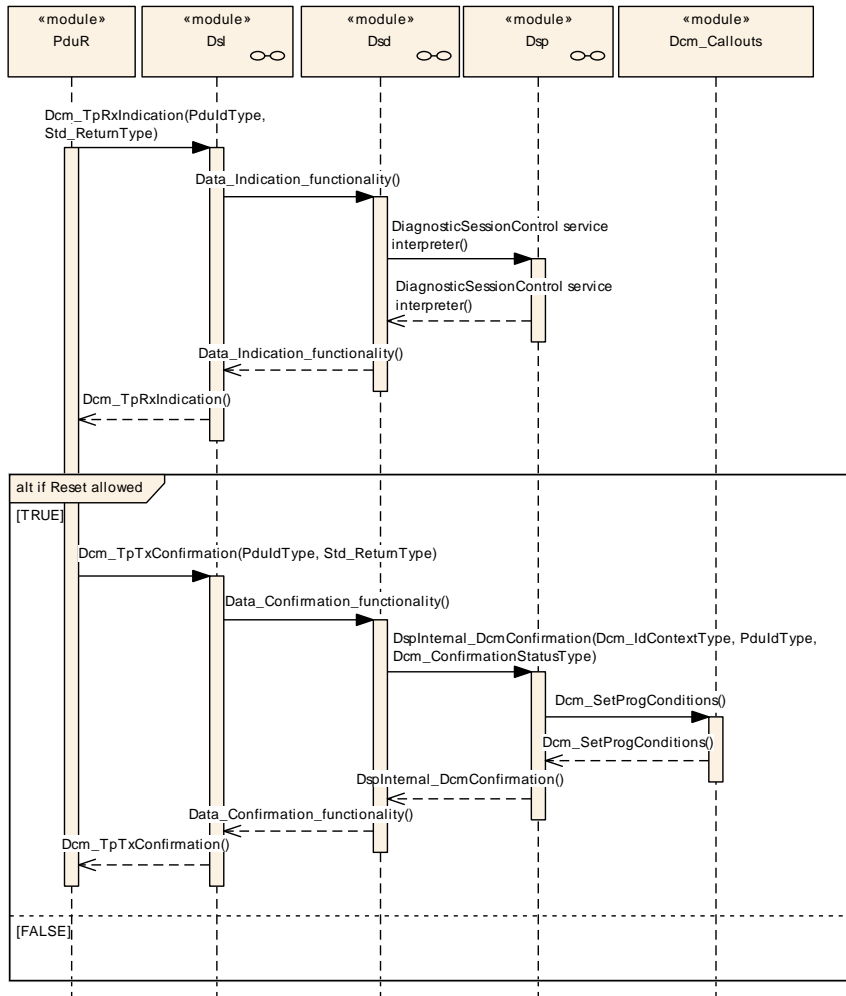 «module»
PduR
«module»
Dsl
«module»
Dsd
«module»
Dsp
«module»
Dcm_Callouts
Dcm_TpRxIndication(PduIdType,
Std_ReturnType)
Data_Indication_functionality()
DiagnosticSessionControl service
interpreter()
DiagnosticSessionControl service
interpreter()
Data_Indication_functionality()
Dcm_TpRxIndication()
alt if Reset allowed
[TRUE]
Dcm_TpTxConfirmation(PduIdType, Std_ReturnType)
Data_Confirmation_functionality()
DspInternal_DcmConfirmation(Dcm_IdContextType, PduIdType,
Dcm_ConfirmationStatusType)
Dcm_SetProgConditions()
Dcm_SetProgConditions()
DspInternal_DcmConfirmation()
Data_Confirmation_functionality()
Dcm_TpTxConfirmation()
[FALSE]